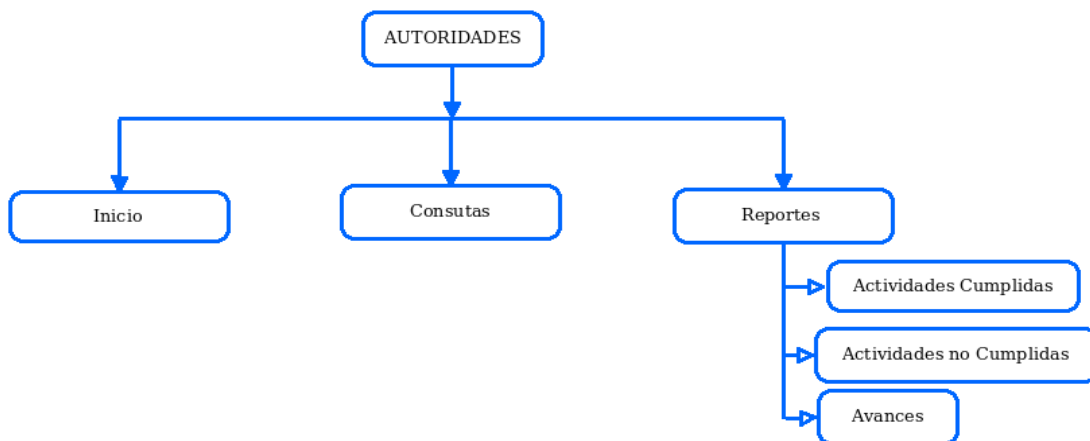 AUTORIDADES
Inicio
Consutas
Reportes
Actividades Cumplidas
Actividades no Cumplidas
Avances